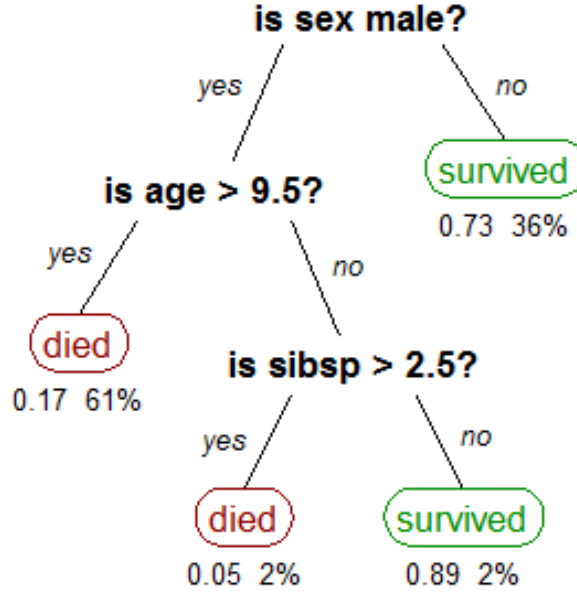 is sex male?
yes
no
survived
is age > 9.5?
0.73 36%
yes
no
died
is sibsp > 2.5?
0.17 61%
yes
no
died
survived
0.05 2%
0.89 2%